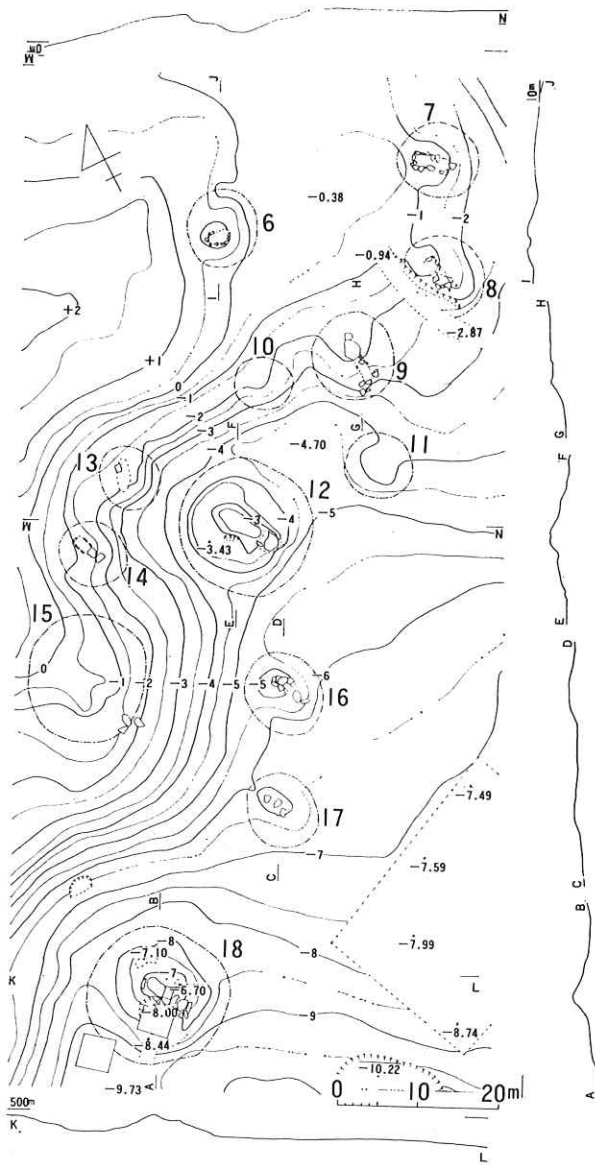 N
10m
M
J
10m
J
7
6
-0.38
-1
-2
-0.94
I
I
8
H
H
+2
-2.87
+1
10
9
0
-1
-2
-3
-4
F
G
G
-4.70
11
F
13
12
M
-3
-4
-5
N
-3.43
14
15
E
D
E
D
0
-1
-2
-3
-4
-5
-5
-6
16
-7.49
17
-7
-7.59
C
C
B
B
-8
18
-7.10
-8
-7.99
K
-7
-6.70
L
-8.00
-9
-8.44
-8.74
-10.22
-9.73
A
0 10 20m
A
500m
K
L